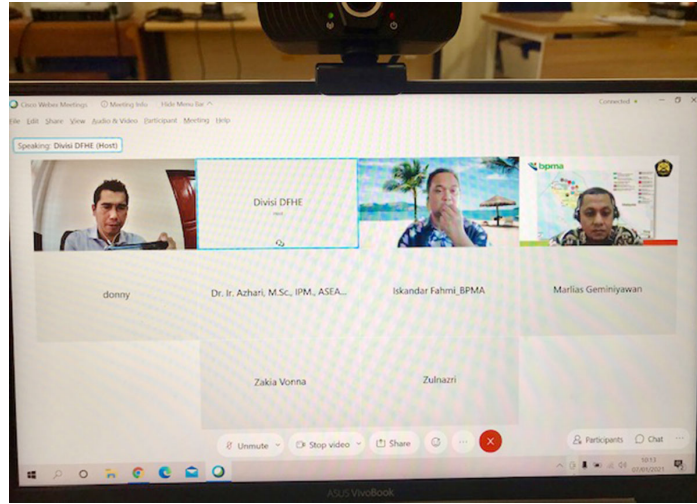 Cisco Webex Meetings
Meeting Info
Hide Menu Bar
File Edit Share View Audio & Video Participant Meeting Help
Connected
Speaking: Divisi DFHE (Host)
Divisi DFHE
bpma
donny
Dr. Ir. Azhari, M.Sc., IPM., ASEA...
Iskandar Fahmi_BPMA
Marlias Geminiyawan
Zakia Vonna
Zulnazri
Unmute
Stop video
Share
Participants
Chat
10:13
ASUS VivoBook